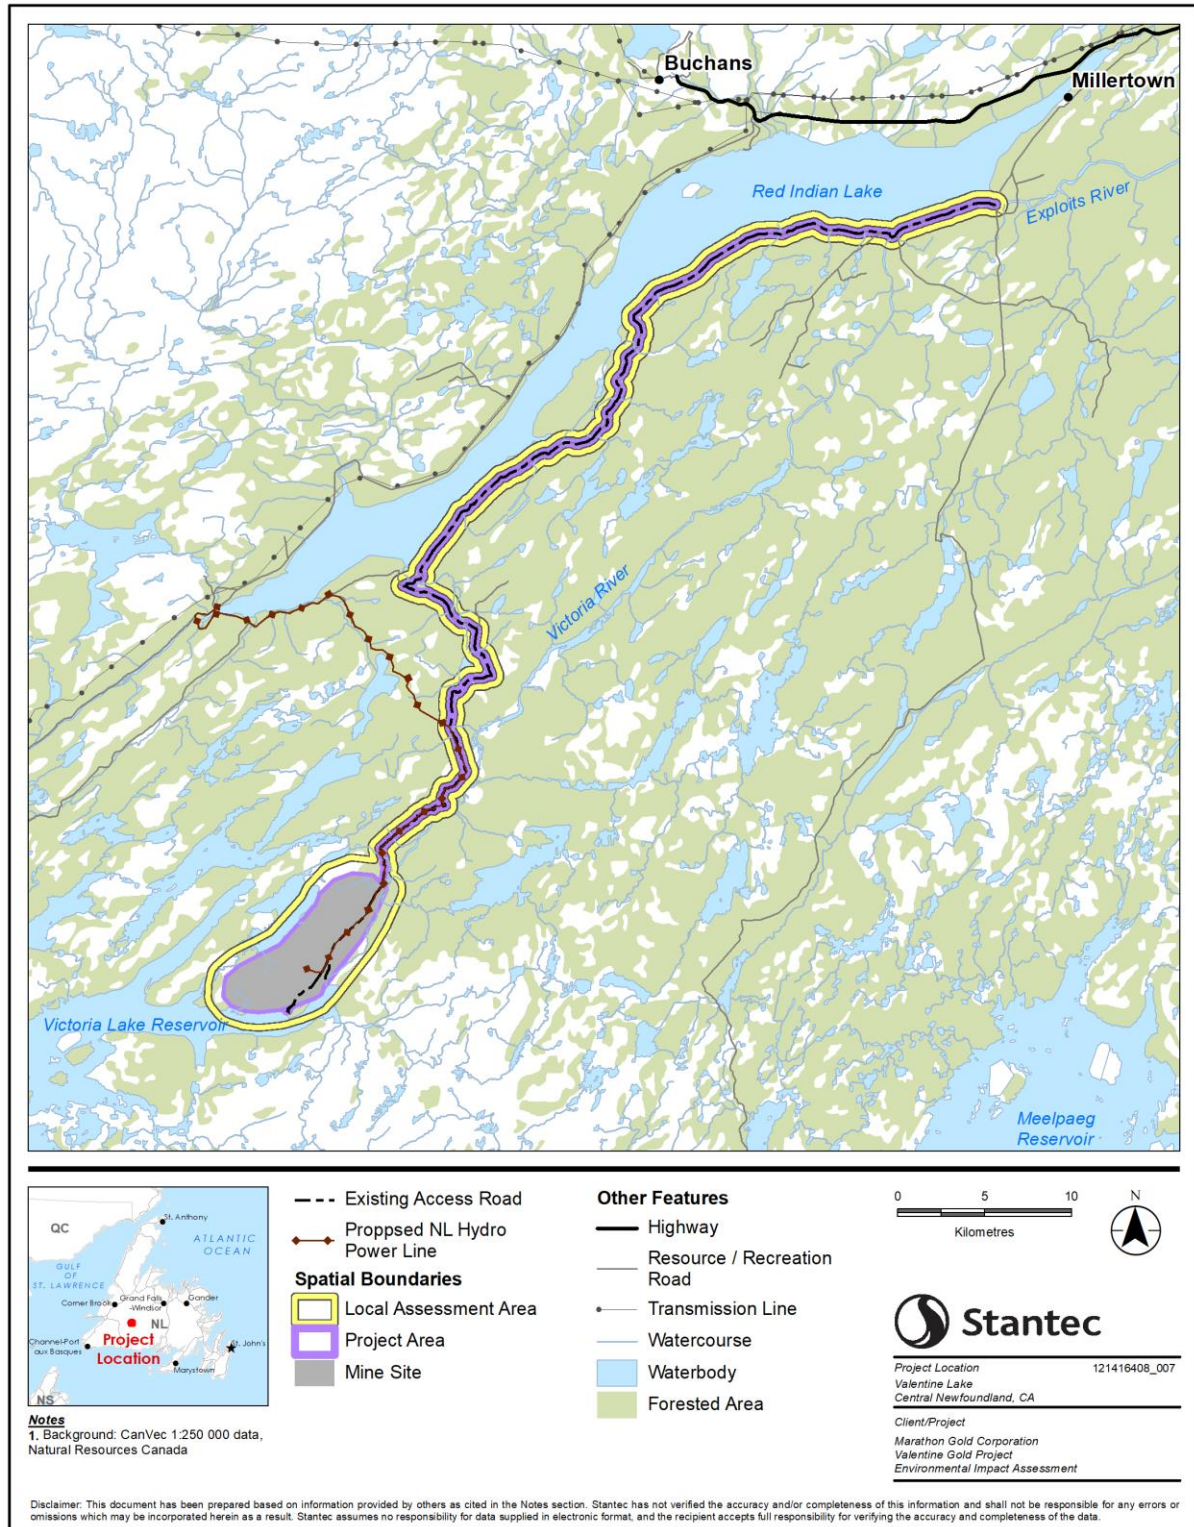 Buchans
Millertown
Red Indian Lake
Exploits River
Victoria River
Victoria Lake Reservoir
Meelpaeg
Reservoir
QC
St. Anthony
ATLANTIC
OCEAN
GULF
OF
ST. LAWRENCE
Corner Brook
Grand Falls
-Windsor
Gander
NL
Project
Location
Channel-Port
aux Basques
St. John's
Marystown
NS
Notes
1. Background: CanVec 1:250 000 data,
Natural Resources Canada
Existing Access Road
Proppsed NL Hydro
Power Line
Spatial Boundaries
Local Assessment Area
Project Area
Mine Site
Other Features
Highway
Resource / Recreation
Road
Transmission Line
Watercourse
Waterbody
Forested Area
0 5 10
Kilometres
N
Stantec
Project Location 121416408_007
Valentine Lake
Central Newfoundland, CA
Client/Project
Marathon Gold Corporation
Valentine Gold Project
Environmental Impact Assessment
Disclaimer: This document has been prepared based on information provided by others as cited in the Notes section. Stantec has not verified the accuracy and/or completeness of this information and shall not be responsible for any errors or
omissions which may be incorporated herein as a result. Stantec assumes no responsibility for data supplied in electronic format, and the recipient accepts full responsibility for verifying the accuracy and completeness of the data.